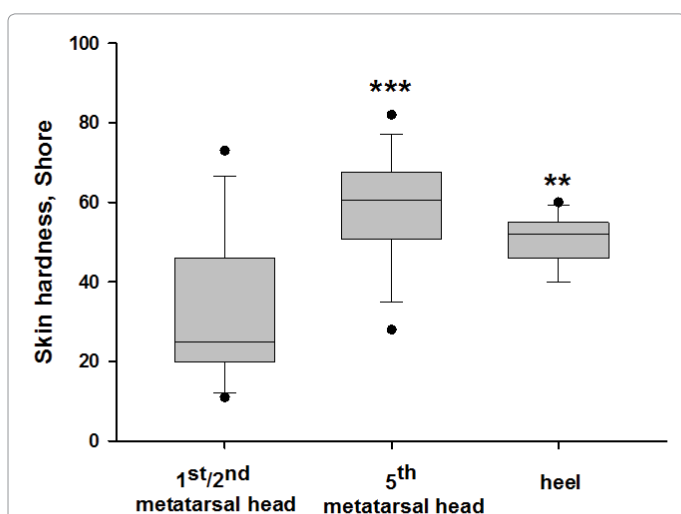 Skin hardness, Shore
100
80
60
40
20
0
***
**
1st/2nd
metatarsal head
5th
metatarsal head
heel